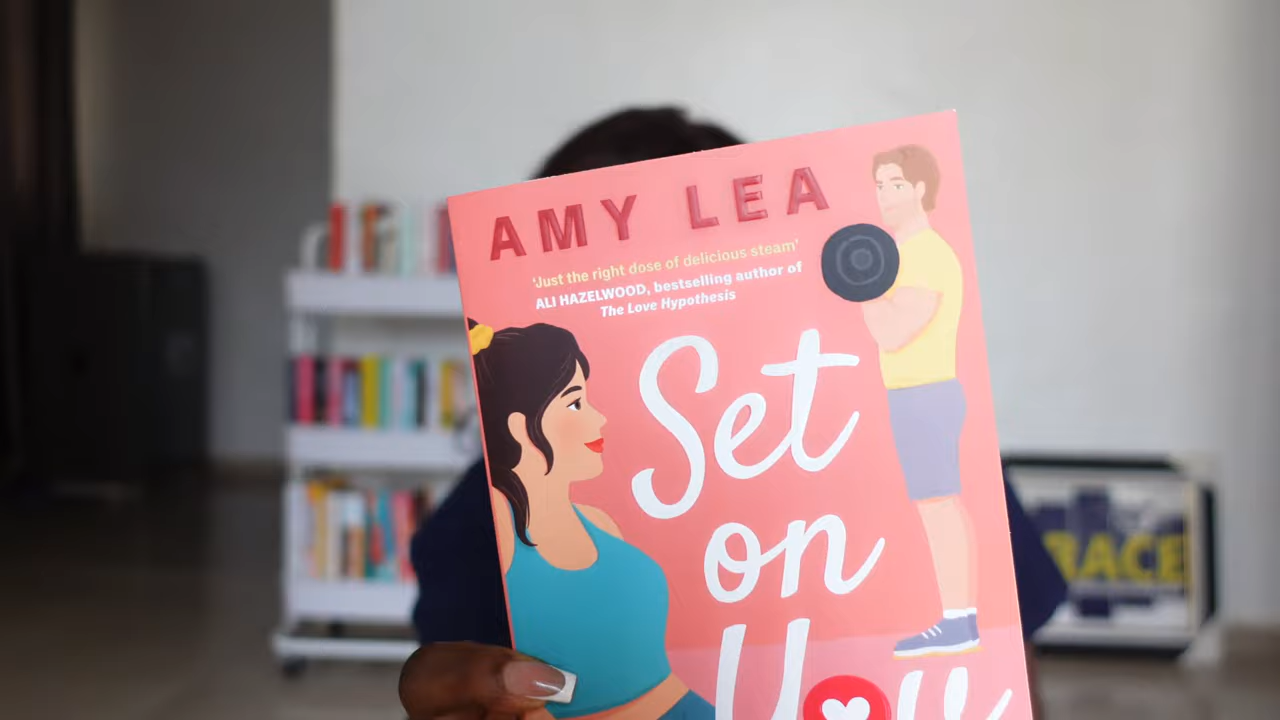 AMY LEA
'Just the right dose of delicious steam'
ALI HAZELWOOD, bestselling author of
The Love Hypothesis
Set
on
You
RACE